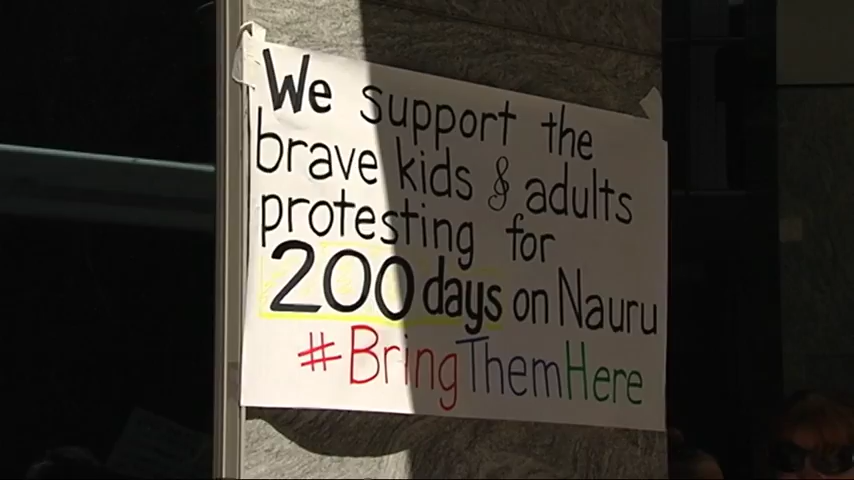 We support the
brave kids & adults
protesting for
200 days on Nauru
#BringThemHere